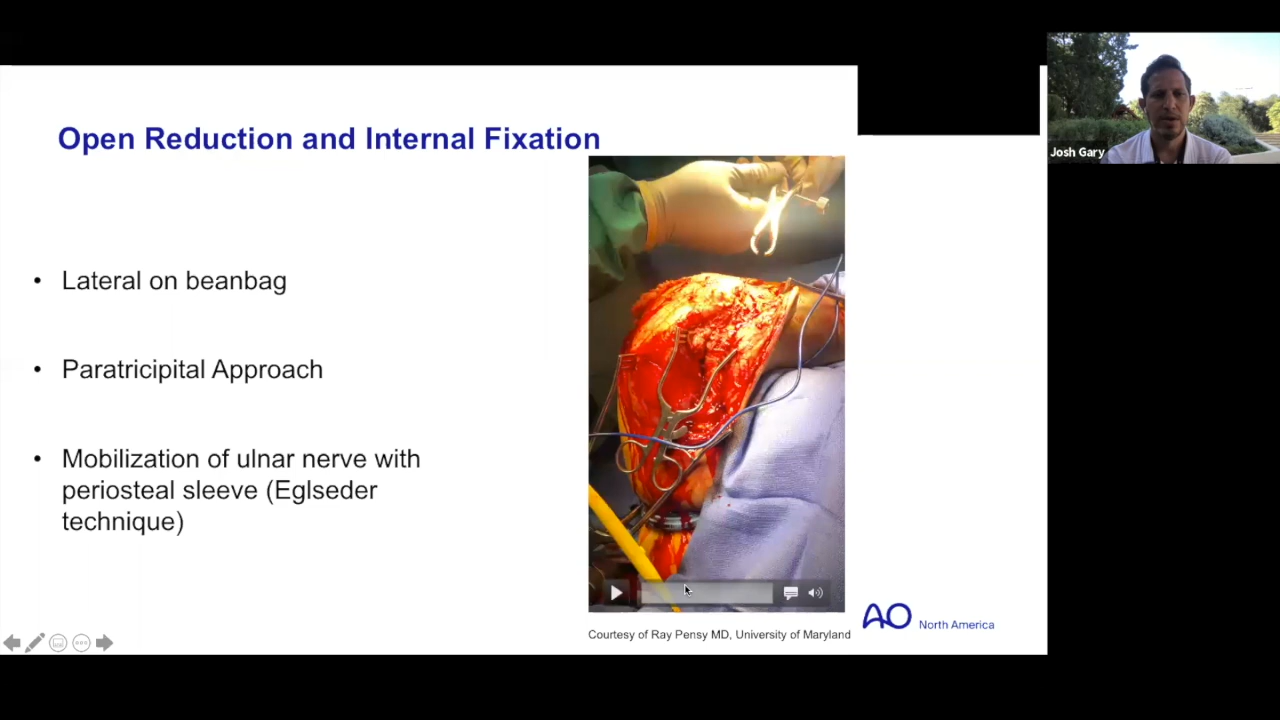 Open Reduction and Internal Fixation
• Lateral on beanbag
• Paratricipital Approach
• Mobilization of ulnar nerve with
periosteal sleeve (Eglseder
technique)
Courtesy of Ray Pensy MD, University of Maryland
AO North America
Josh Gary